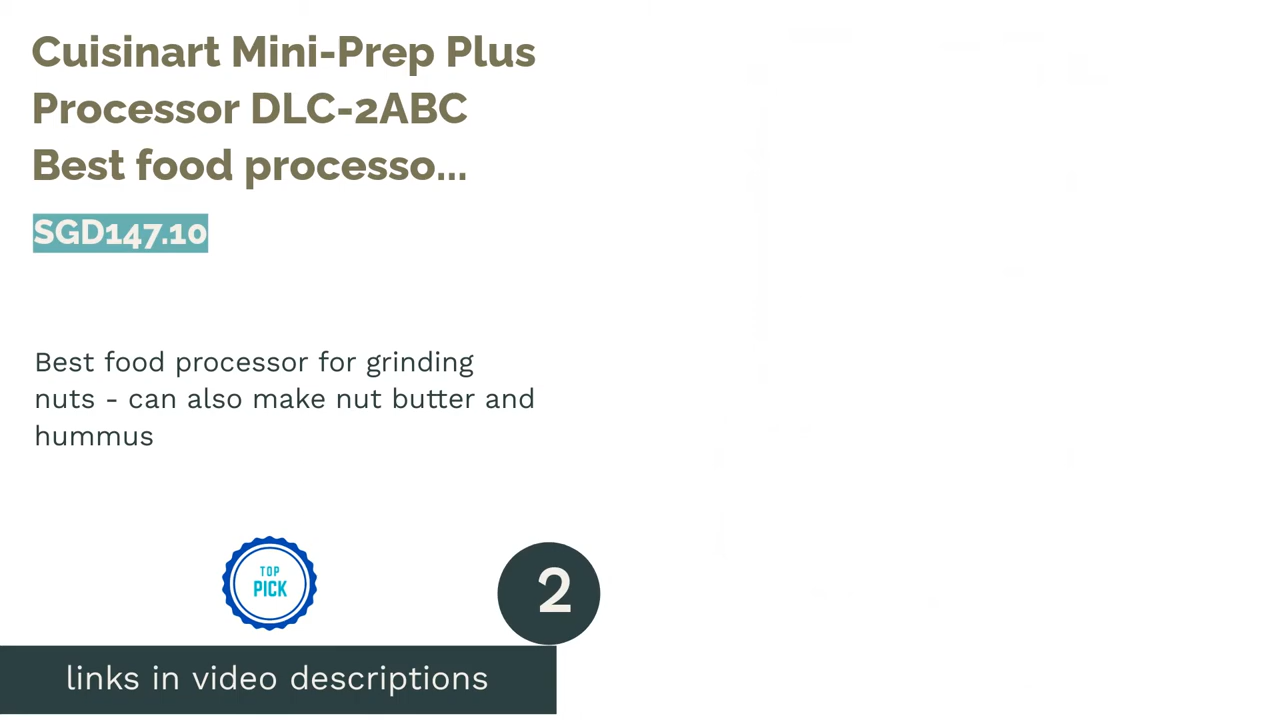 Cuisinart Mini-Prep Plus
Processor DLC-2ABC
Best food processo...
SGD147.10
Best food processor for grinding
nuts - can also make nut butter and
hummus
TOP
PICK
2
links in video descriptions